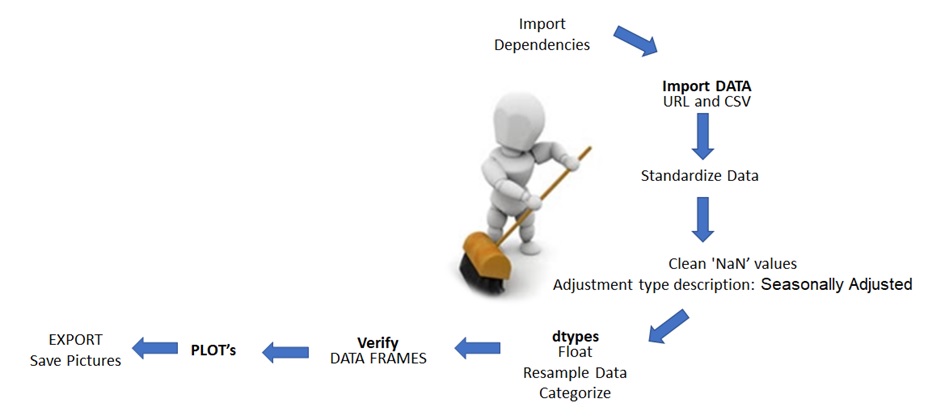 Import
Dependencies
Import DATA
URL and CSV
Standardize Data
Clean 'NaN’ values
Adjustment type description: Seasonally Adjusted
dtypes
Float
Resample Data
Categorize
Verify
DATA FRAMES
PLOT’s
EXPORT
Save Pictures